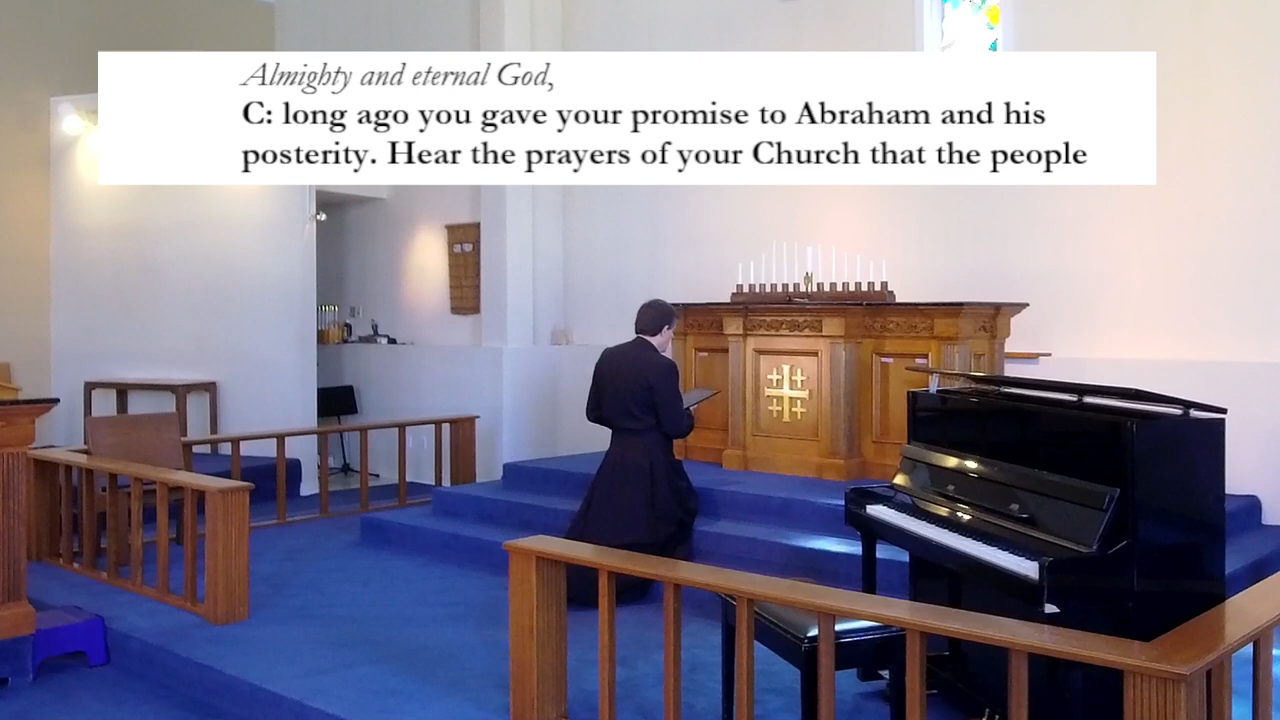 Almighty and eternal God,
C: long ago you gave your promise to Abraham and his
posterity. Hear the prayers of your Church that the people